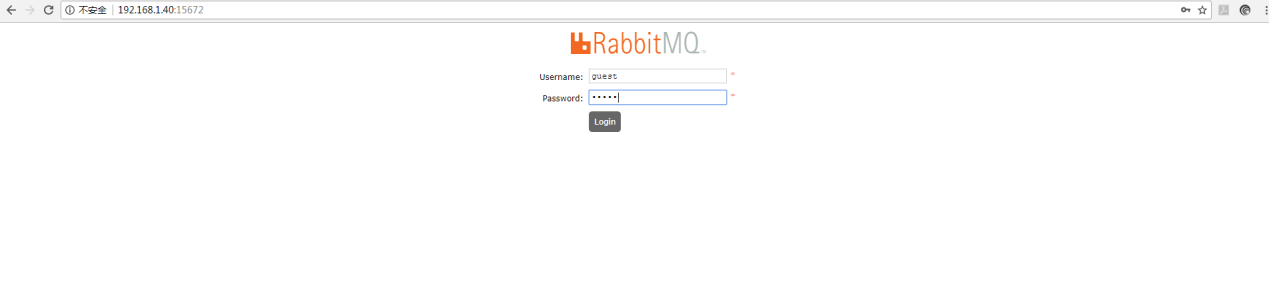 不安全 192.168.1.40:15672
RabbitMQ
Username: guest *
Password: ••••• *
Login